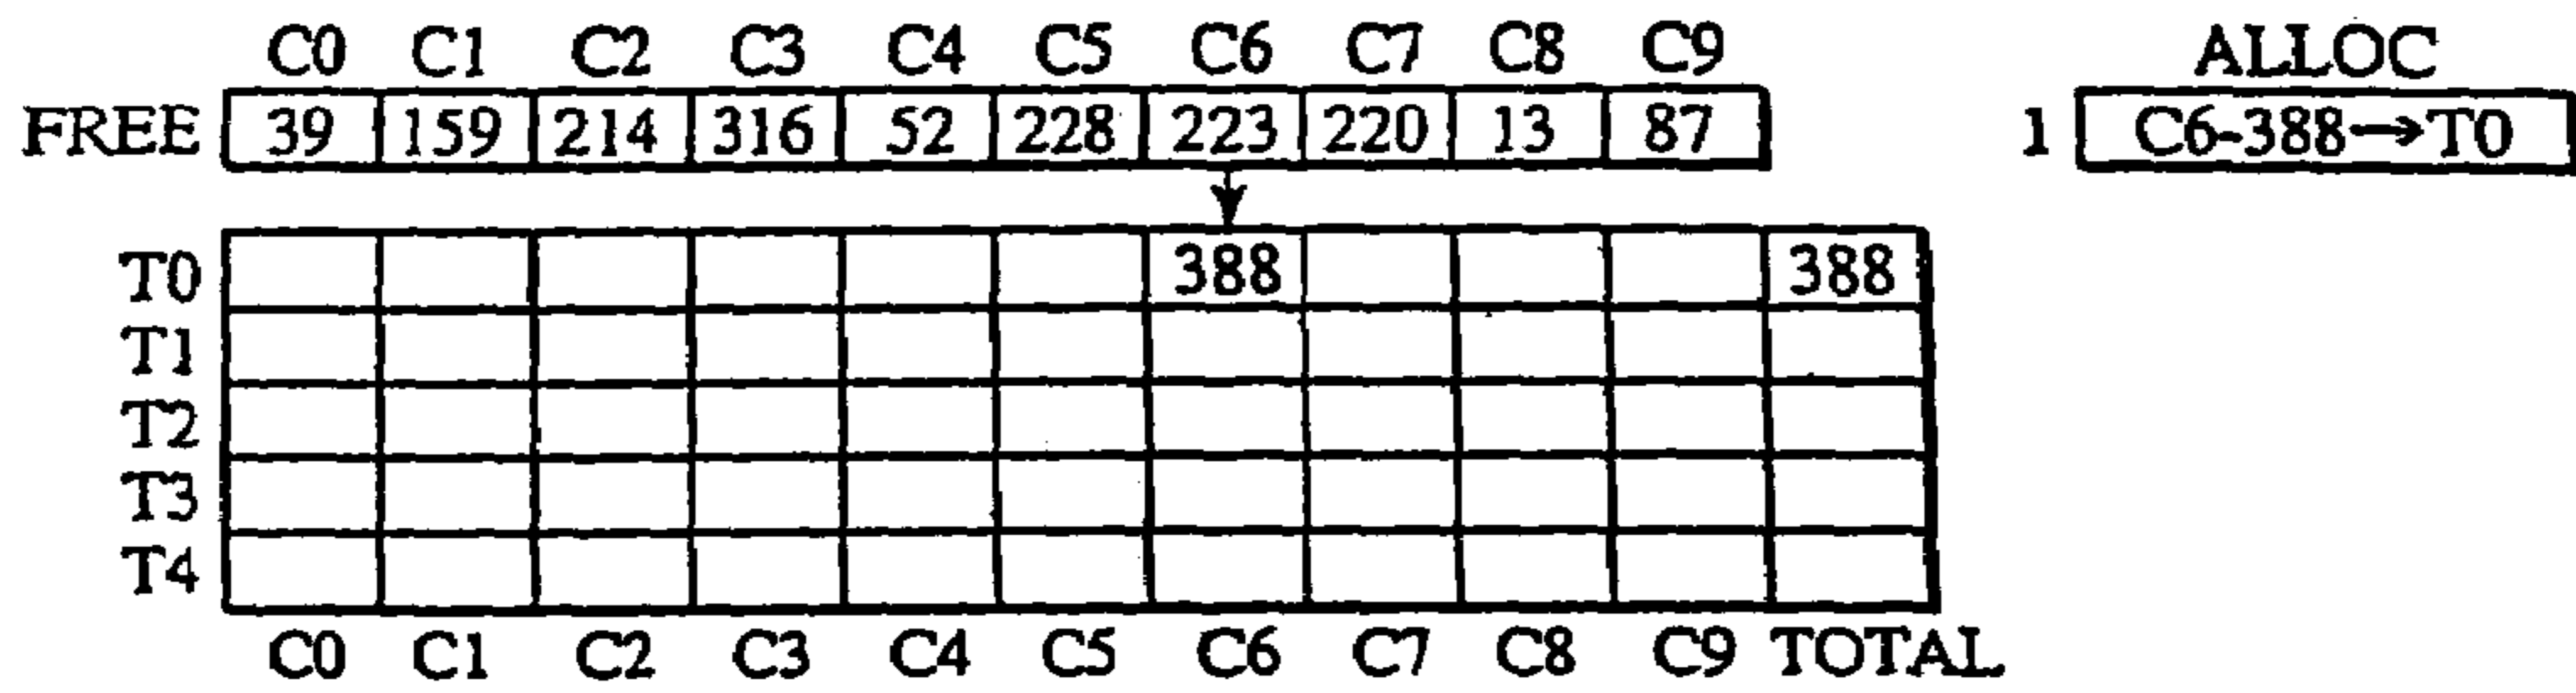 C0 C1 C2 C3 C4 C5 C6 C7 C8 C9 ALLOC
FREE 39 159 214 316 52 228 223 220 13 87 1 C6-388→T0
T0 388 388
T1
T2
T3
T4
C0 C1 C2 C3 C4 C5 C6 C7 C8 C9 TOTAL